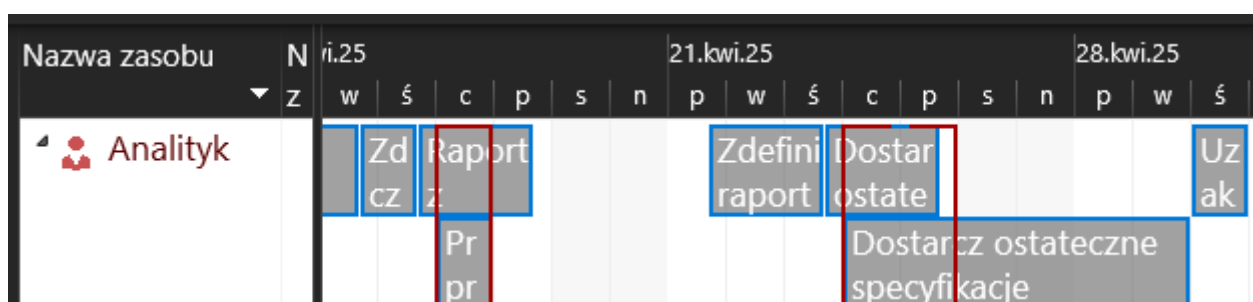 Nazwa zasobu
N
z
vi.25
21.kwi.25
28.kwi.25
w ś c p s n p w ś c p s n p w ś
Analityk
Zd
cz
Raport
z
Zdefini
raport
Dostar
ostate
Uz
ak
Pr
pr
Dostarcz ostateczne
specyfikacje